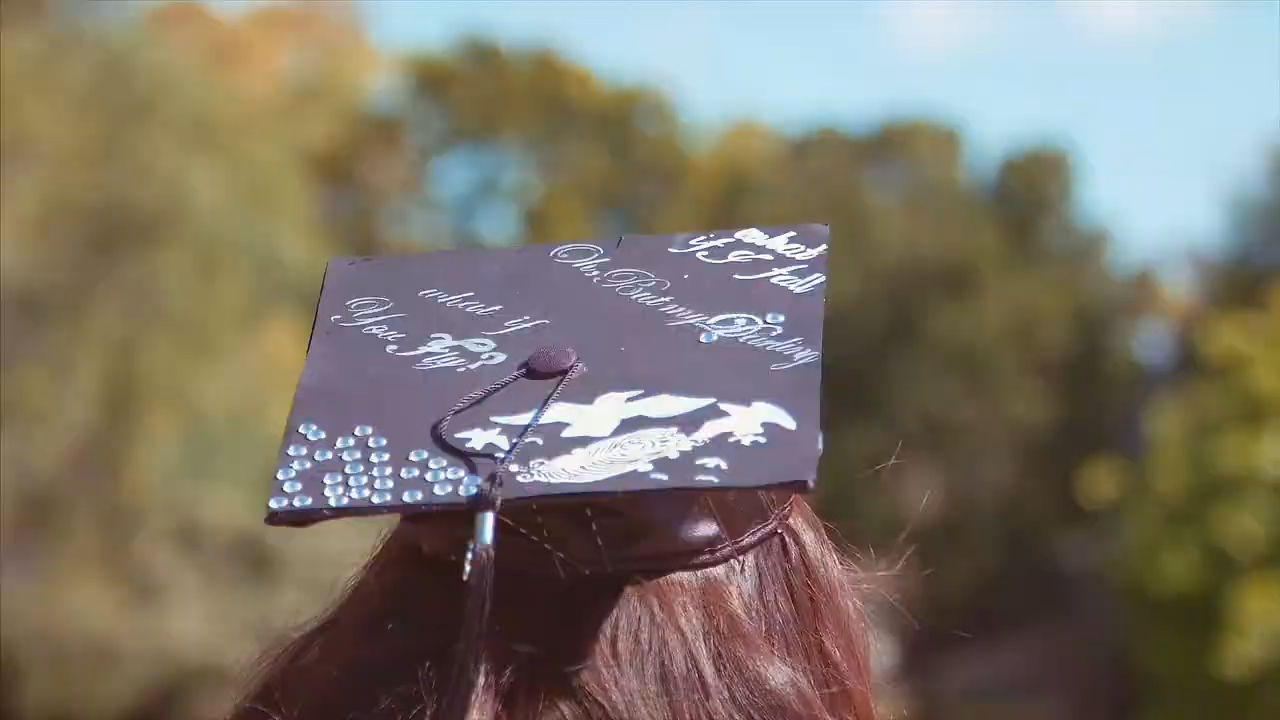 what
if I fall
Oh, But my Darling
what if
You Fly?